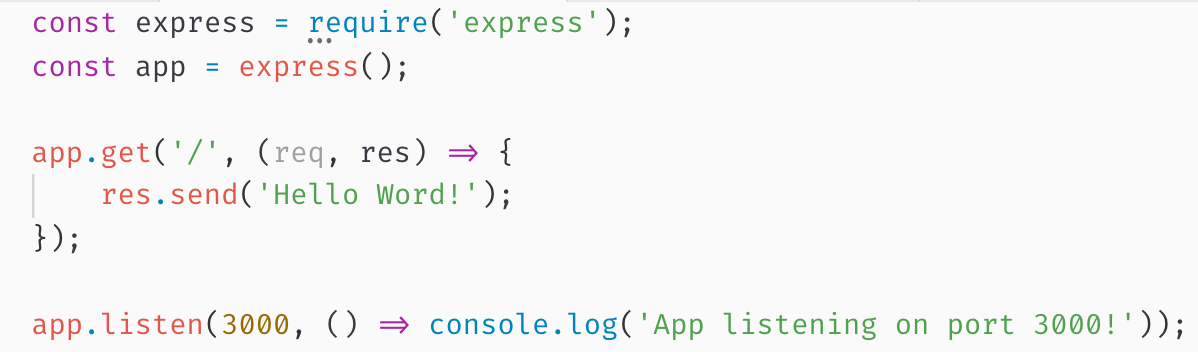 const express = require('express');
const app = express();
app.get('/', (req, res) => {
    res.send('Hello Word!');
});
app.listen(3000, () => console.log('App listening on port 3000!'));